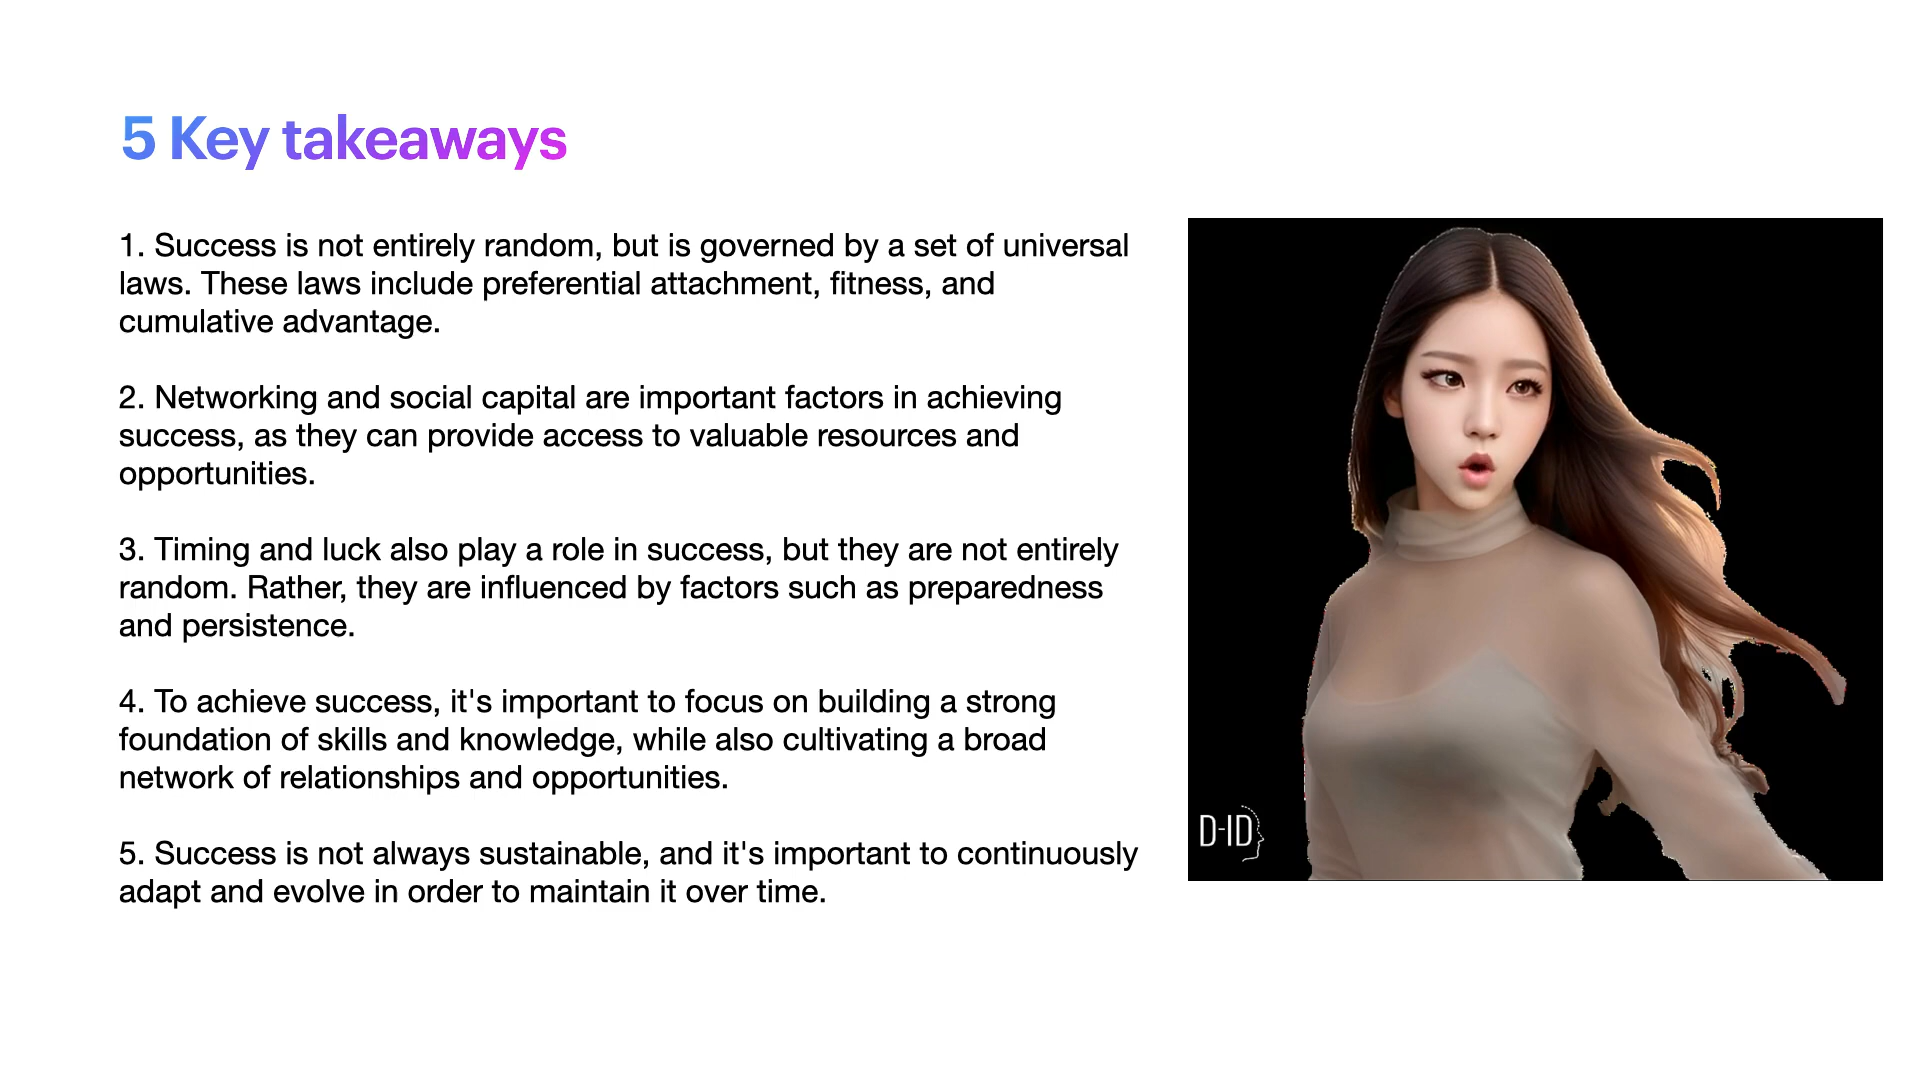 5 Key takeaways
1. Success is not entirely random, but is governed by a set of universal
laws. These laws include preferential attachment, fitness, and
cumulative advantage.
2. Networking and social capital are important factors in achieving
success, as they can provide access to valuable resources and
opportunities.
3. Timing and luck also play a role in success, but they are not entirely
random. Rather, they are influenced by factors such as preparedness
and persistence.
4. To achieve success, it's important to focus on building a strong
foundation of skills and knowledge, while also cultivating a broad
network of relationships and opportunities.
5. Success is not always sustainable, and it's important to continuously
adapt and evolve in order to maintain it over time.
D-ID